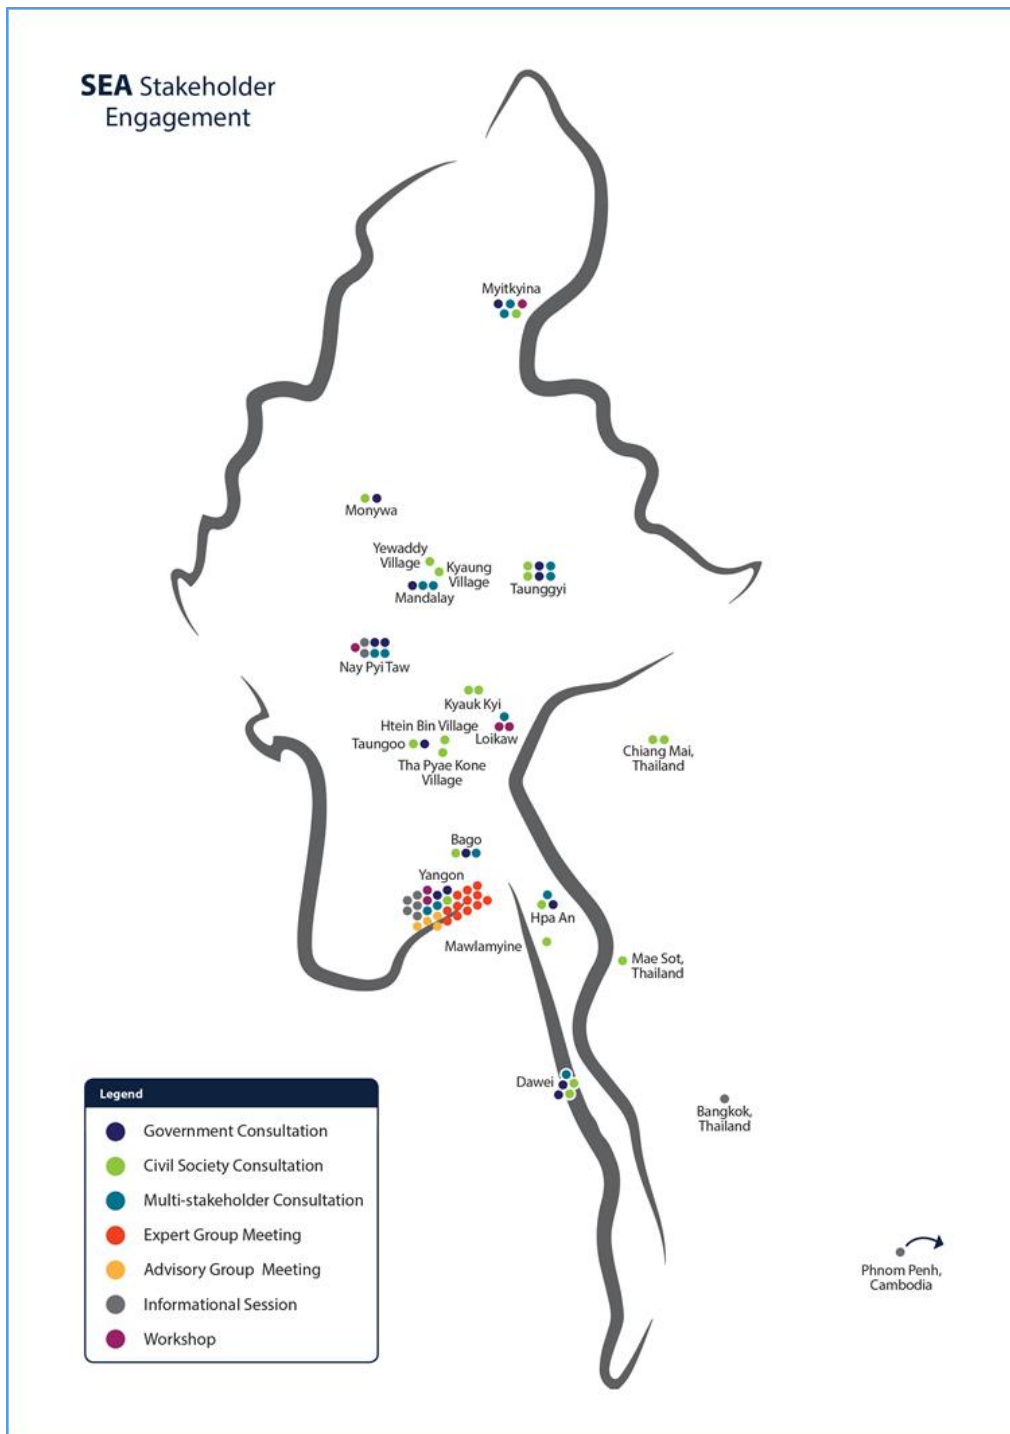 SEA Stakeholder
Engagement
Myitkyina
Monywa
Yewaddy
Village
Kyaung
Village
Mandalay
Taunggyi
Nay Pyi Taw
Kyauk Kyi
Htein Bin Village
Loikaw
Taungoo
Tha Pyae Kone
Village
Chiang Mai,
Thailand
Bago
Yangon
Hpa An
Mawlamyine
Mae Sot,
Thailand
Dawei
Bangkok,
Thailand
Phnom Penh,
Cambodia
Legend
Government Consultation
Civil Society Consultation
Multi-stakeholder Consultation
Expert Group Meeting
Advisory Group Meeting
Informational Session
Workshop